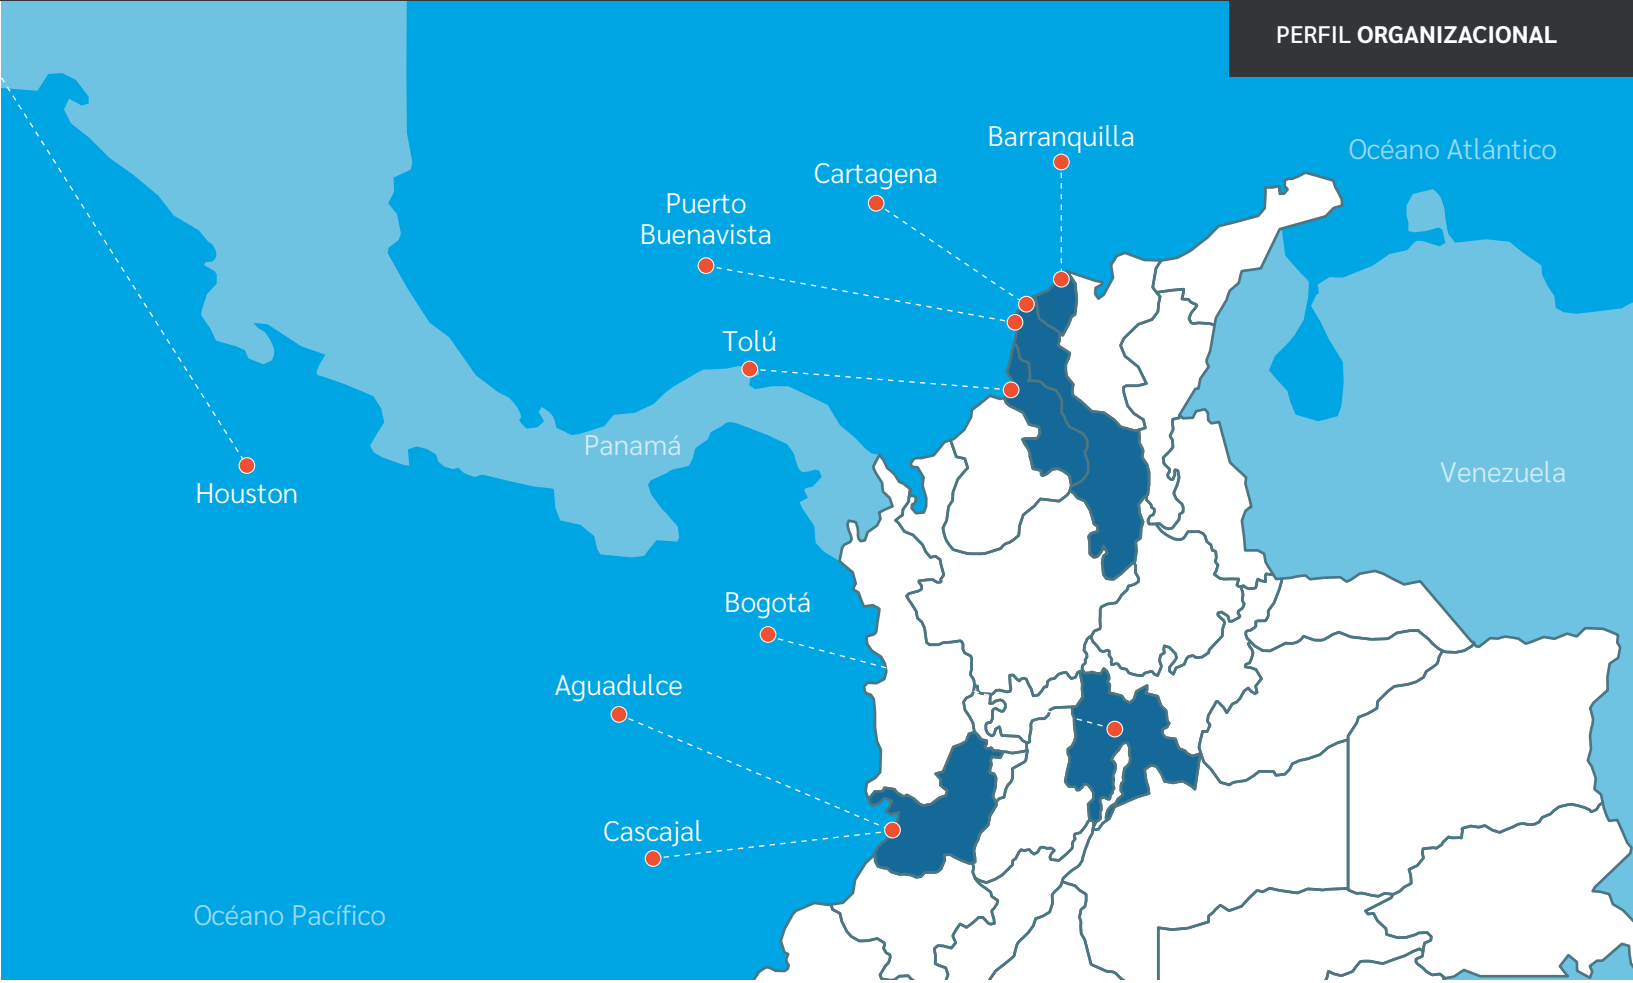 PERFIL ORGANIZACIONAL
Barranquilla
Océano Atlántico
Cartagena
Puerto
Buenavista
Tolú
Panamá
Venezuela
Houston
Bogotá
Aguadulce
Cascajal
Océano Pacífico